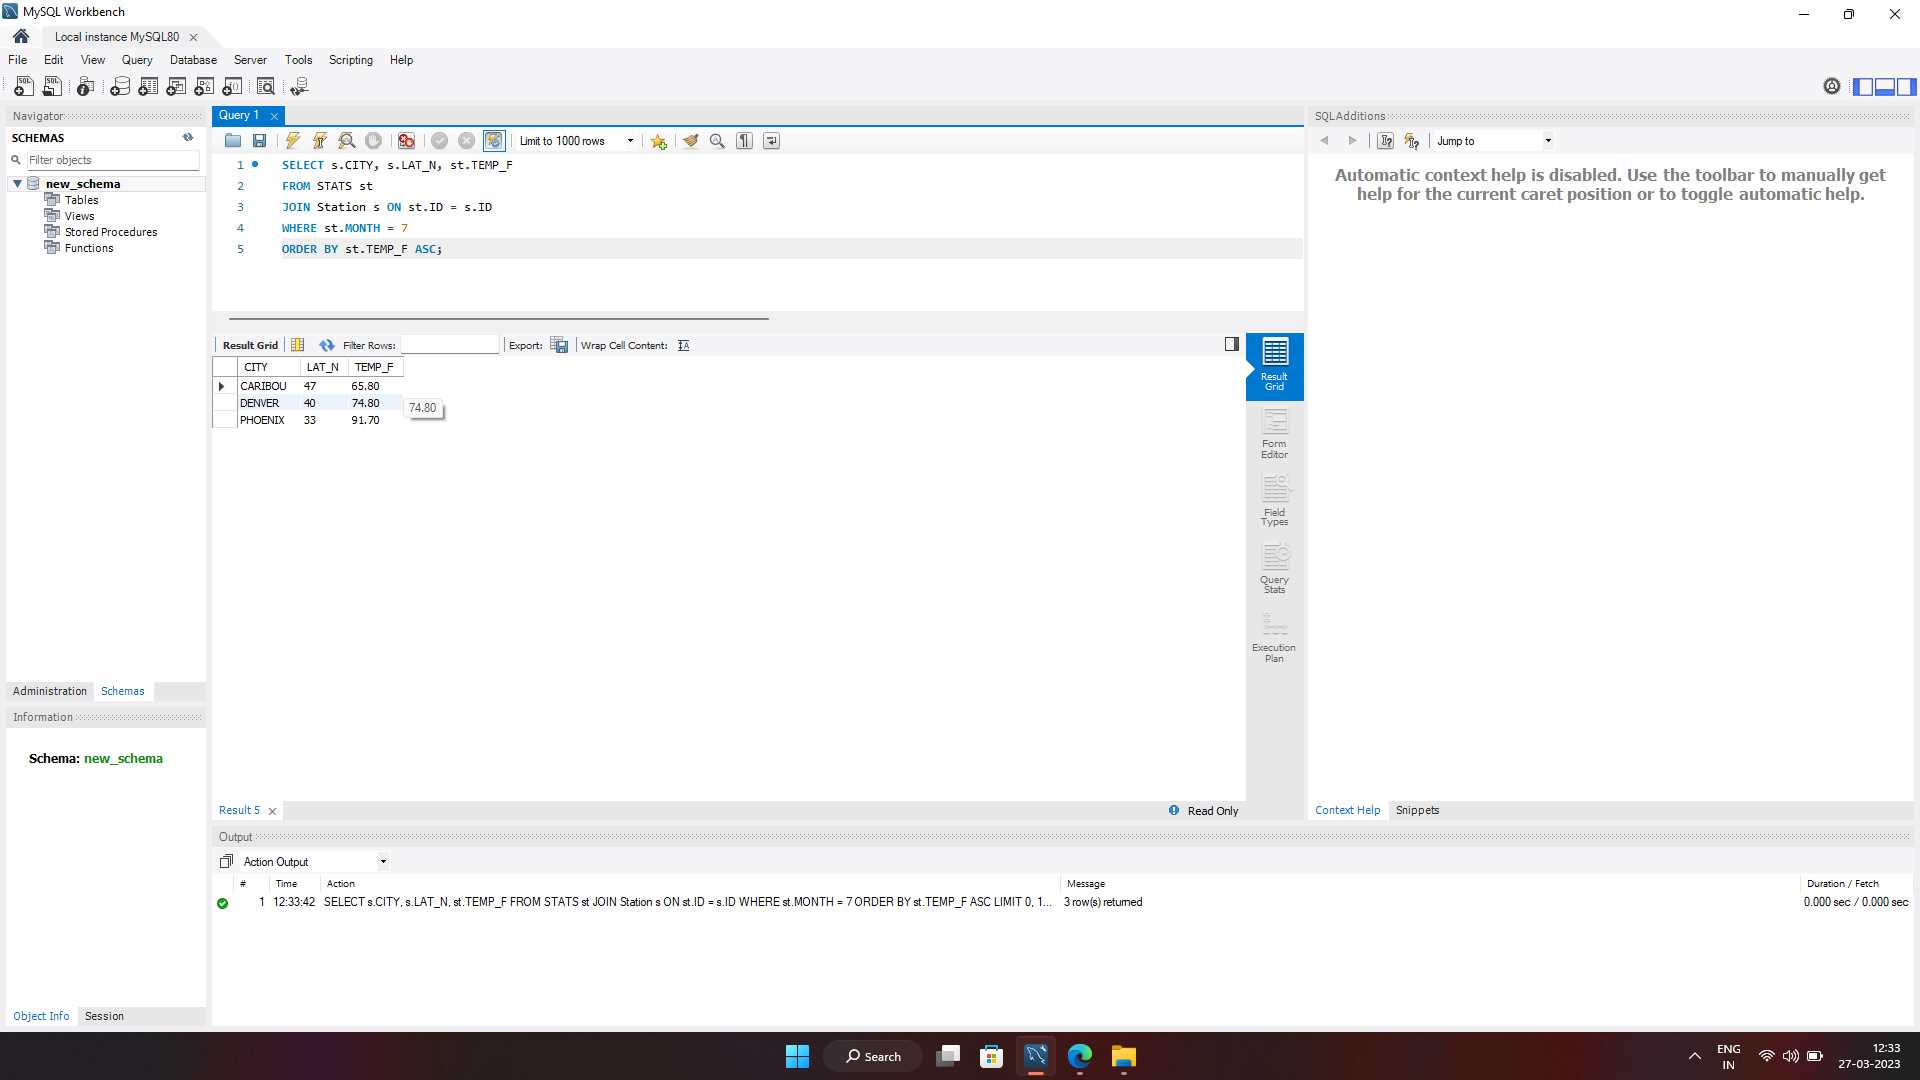 MySQL Workbench
Local instance MySQL80
File Edit View Query Database Server Tools Scripting Help
Navigator
SCHEMAS
Filter objects
new_schema
Tables
Views
Stored Procedures
Functions
Administration Schemas
Information
Schema: new_schema
Object Info Session
Query 1
Limit to 1000 rows
1 SELECT s.CITY, s.LAT_N, st.TEMP_F
2 FROM STATS st
3 JOIN Station s ON st.ID = s.ID
4 WHERE st.MONTH = 7
5 ORDER BY st.TEMP_F ASC;
Result Grid Filter Rows: Export: Wrap Cell Content:
CITY LAT_N TEMP_F
CARIBOU 47 65.80
DENVER 40 74.80
74.80
PHOENIX 33 91.70
Result Grid
Form Editor
Field Types
Query Stats
Execution Plan
Result 5 Read Only
SQLAdditions
Jump to
Automatic context help is disabled. Use the toolbar to manually get
help for the current caret position or to toggle automatic help.
Context Help Snippets
Output
Action Output
# Time Action Message Duration / Fetch
1 12:33:42 SELECT s.CITY, s.LAT_N, st.TEMP_F FROM STATS st JOIN Station s ON st.ID = s.ID WHERE st.MONTH = 7 ORDER BY st.TEMP_F ASC LIMIT 0, 1... 3 row(s) returned 0.000 sec / 0.000 sec
Search
ENG
IN
12:33
27-03-2023